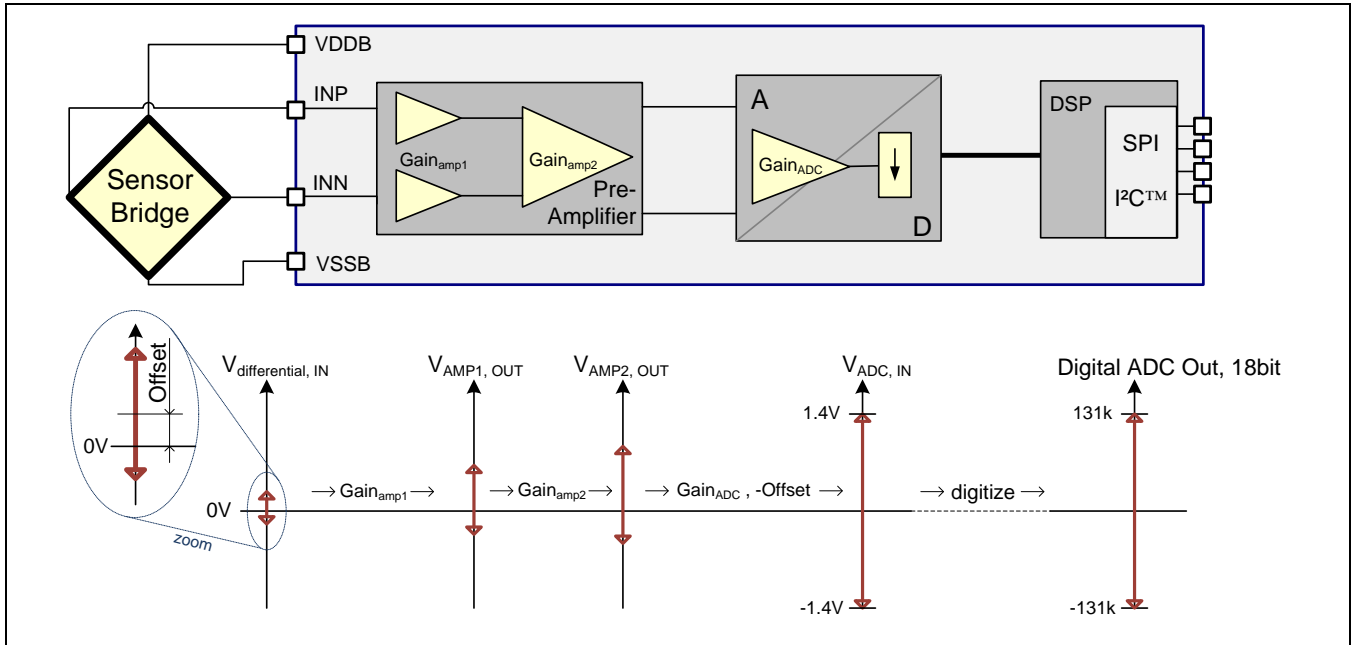 VDDB
INP
INN
VSSB
Sensor
Bridge
Gainamp1
Gainamp2
Pre-
Amplifier
A
GainADC
D
DSP
SPI
I²C™
Offset
0V
zoom
Vdifferential, IN
VAMP1, OUT
VAMP2, OUT
VADC, IN
Digital ADC Out, 18bit
1.4V
131k
0V
→ Gainamp1 →
→ Gainamp2 →
→ GainADC , -Offset →
→ digitize →
-1.4V
-131k